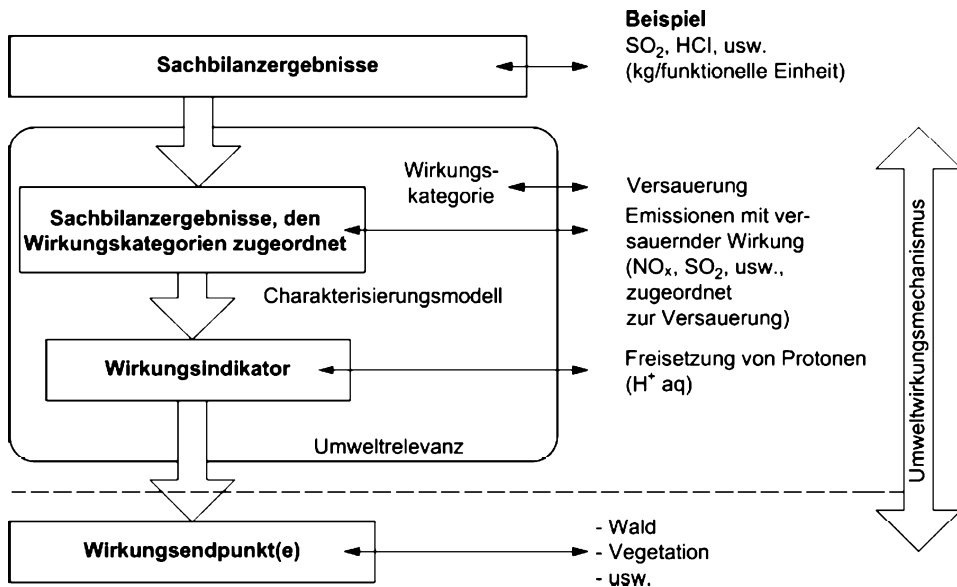 Beispiel
SO₂, HCl, usw.
(kg/funktionelle Einheit)
Sachbilanzergebnisse
Wirkungs-
kategorie
Versauerung
Sachbilanzergebnisse, den
Wirkungskategorien zugeordnet
Emissionen mit ver-
sauernder Wirkung
(NOₓ, SO₂, usw.,
zugeordnet
zur Versauerung)
Charakterisierungsmodell
Wirkungsindikator
Freisetzung von Protonen
(H⁺ aq)
Umweltrelevanz
Umweltwirkungsmechanismus
Wirkungsendpunkt(e)
- Wald
- Vegetation
- usw.